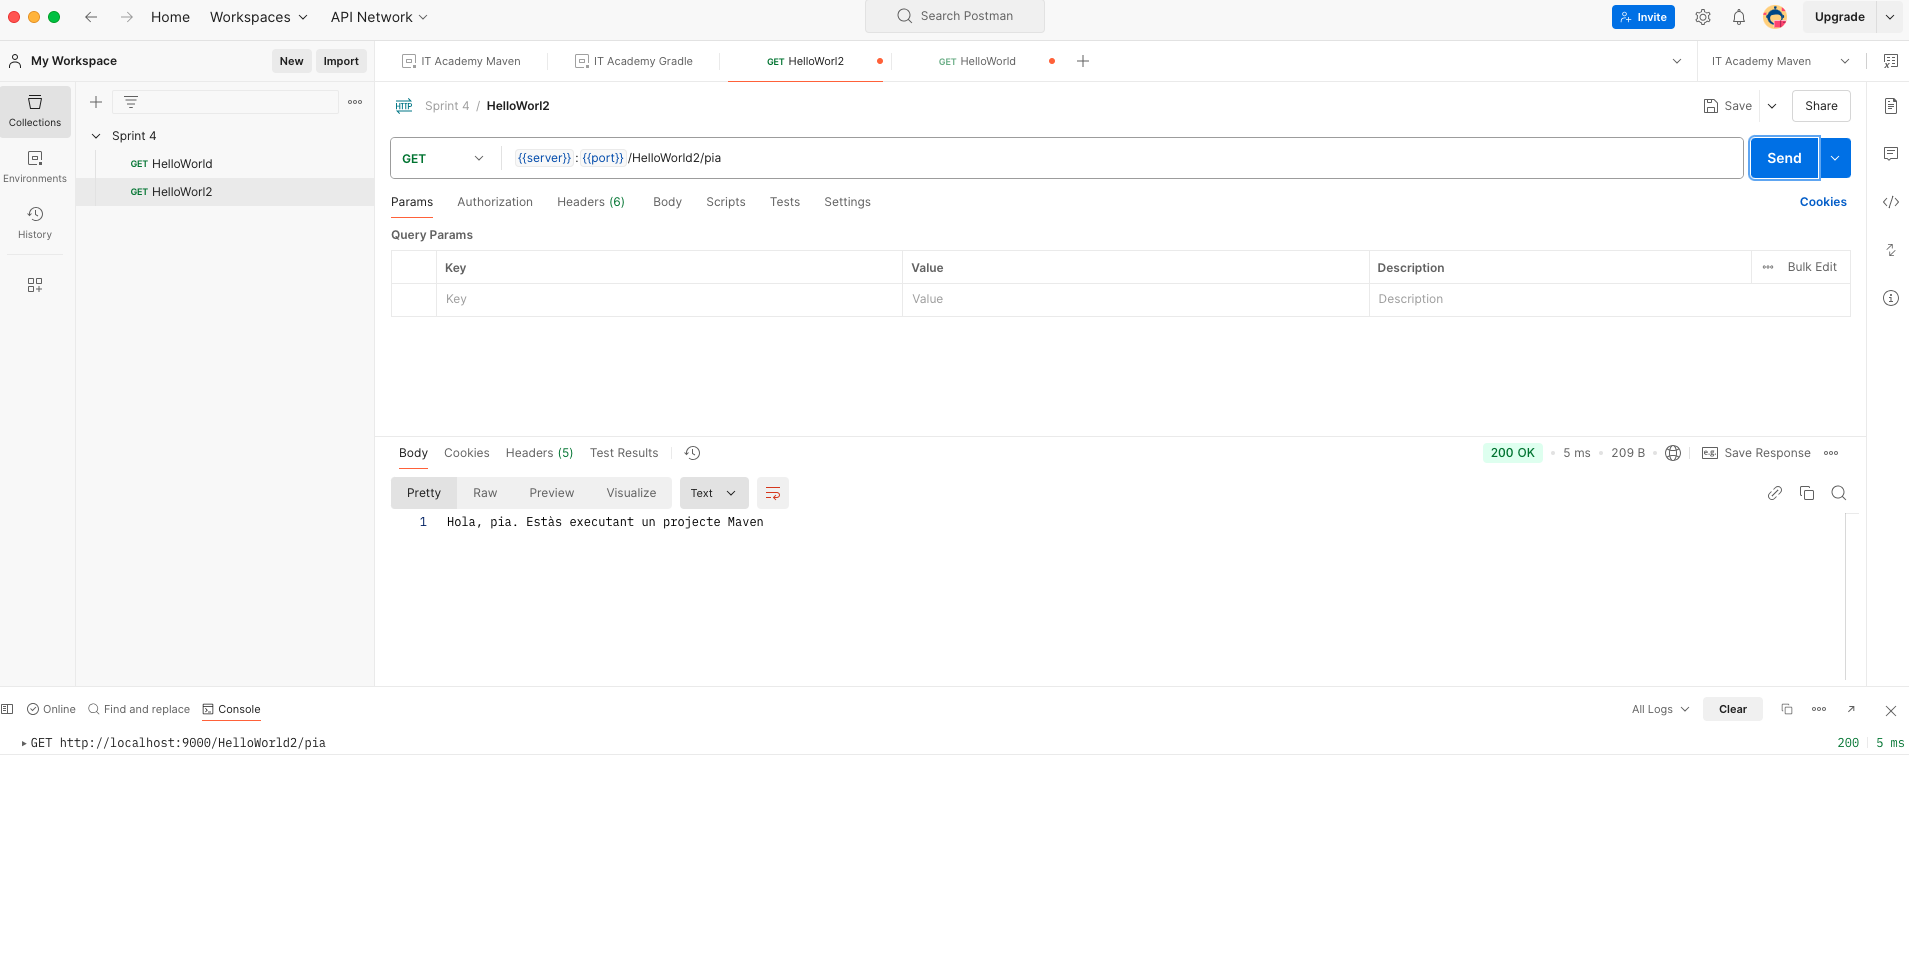 Home Workspaces API Network Search Postman Invite Upgrade
My Workspace New Import IT Academy Maven IT Academy Gradle GET HelloWorl2 GET HelloWorld IT Academy Maven
Collections
Environments
History
Sprint 4
GET HelloWorld
GET HelloWorl2
HTTP Sprint 4 / HelloWorl2 Save Share
GET {{server}} : {{port}} /HelloWorld2/pia Send
Params Authorization Headers (6) Body Scripts Tests Settings Cookies
Query Params
Key Value Description Bulk Edit
Key Value Description
Body Cookies Headers (5) Test Results 200 OK 5 ms 209 B e.g. Save Response
Pretty Raw Preview Visualize Text
1 Hola, pia. Estàs executant un projecte Maven
Online Find and replace Console All Logs Clear
GET http://localhost:9000/HelloWorld2/pia 200 5 ms